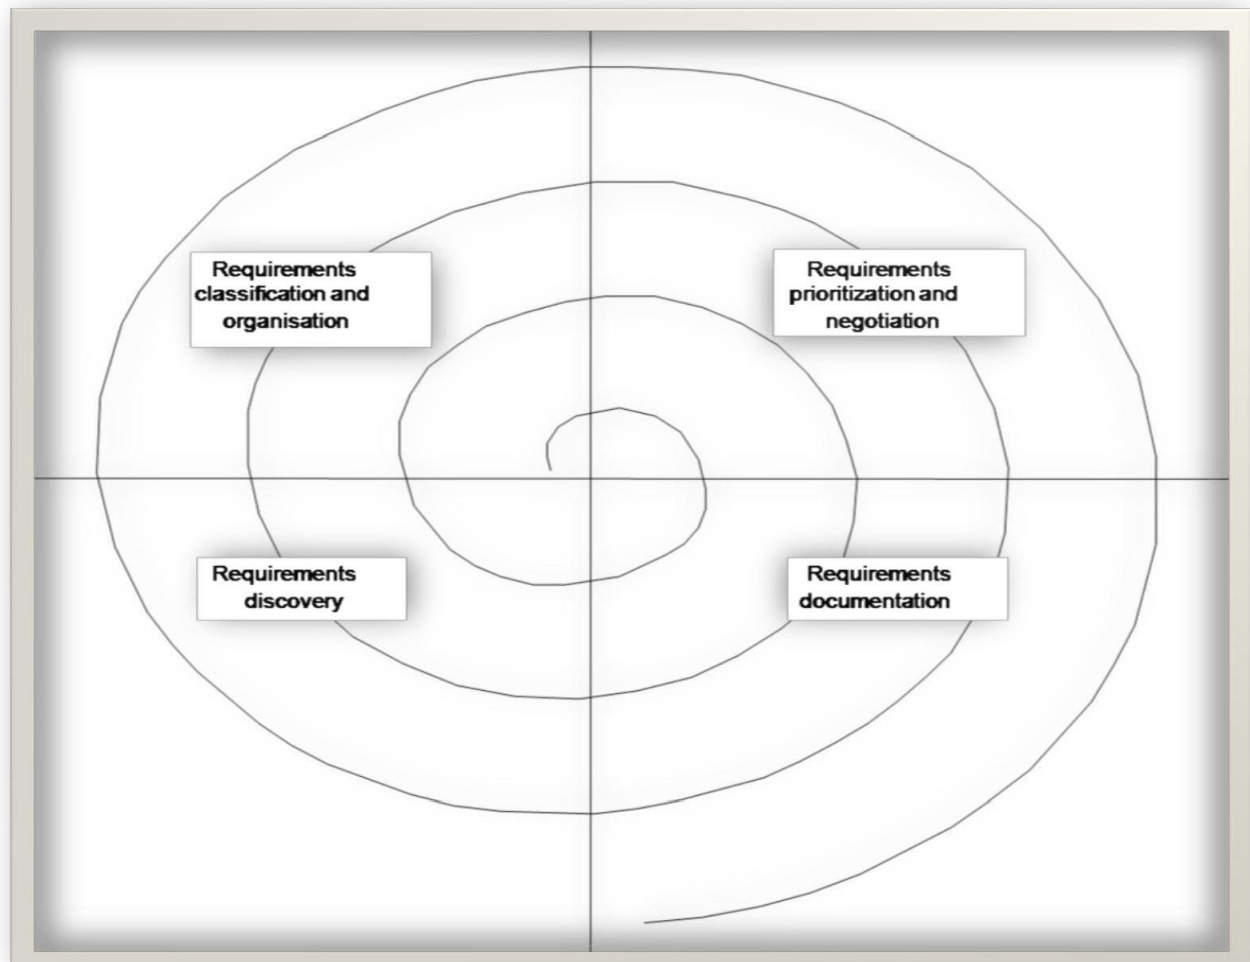 Requirements
classification and
organisation
Requirements
prioritization and
negotiation
Requirements
discovery
Requirements
documentation